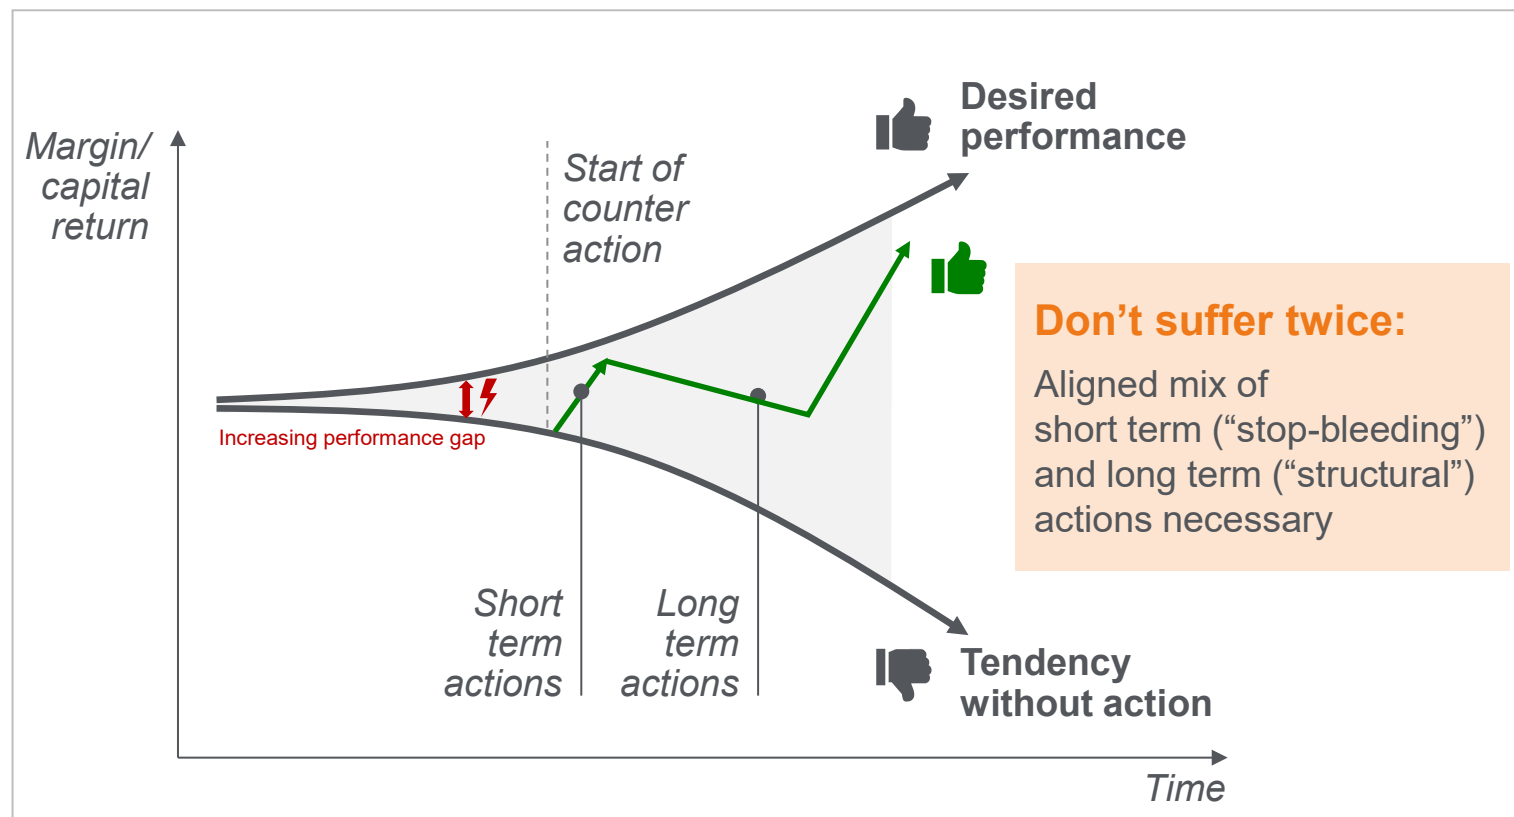 Margin/
capital
return
Start of
counter
action
Desired
performance
Increasing performance gap
Don’t suffer twice:
Aligned mix of
short term (“stop-bleeding”)
and long term (“structural”)
actions necessary
Short
term
actions
Long
term
actions
Tendency
without action
Time